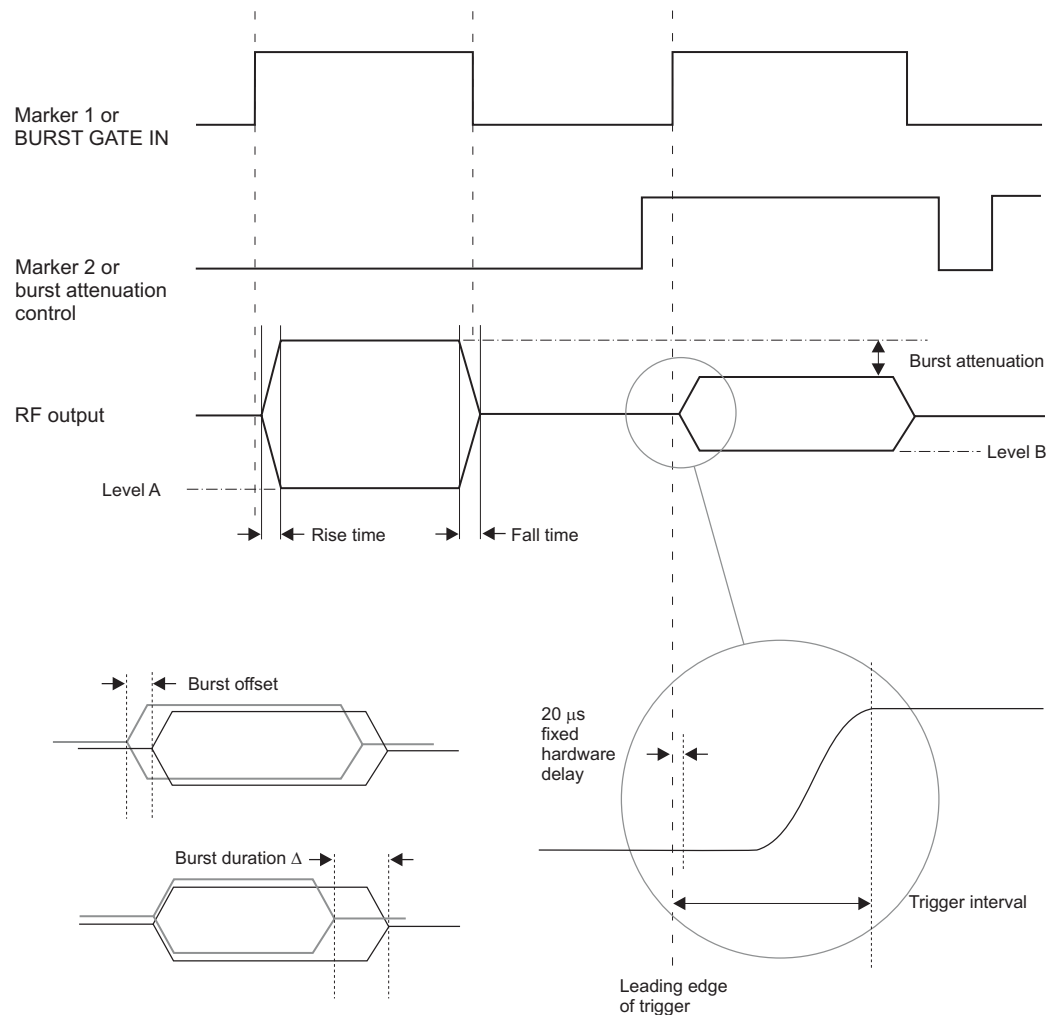 Marker 1 or
BURST GATE IN
Marker 2 or
burst attenuation
control
Burst attenuation
RF output
Level B
Level A
Rise time
Fall time
Burst offset
20 μs
fixed
hardware
delay
Burst duration Δ
Trigger interval
Leading edge
of trigger